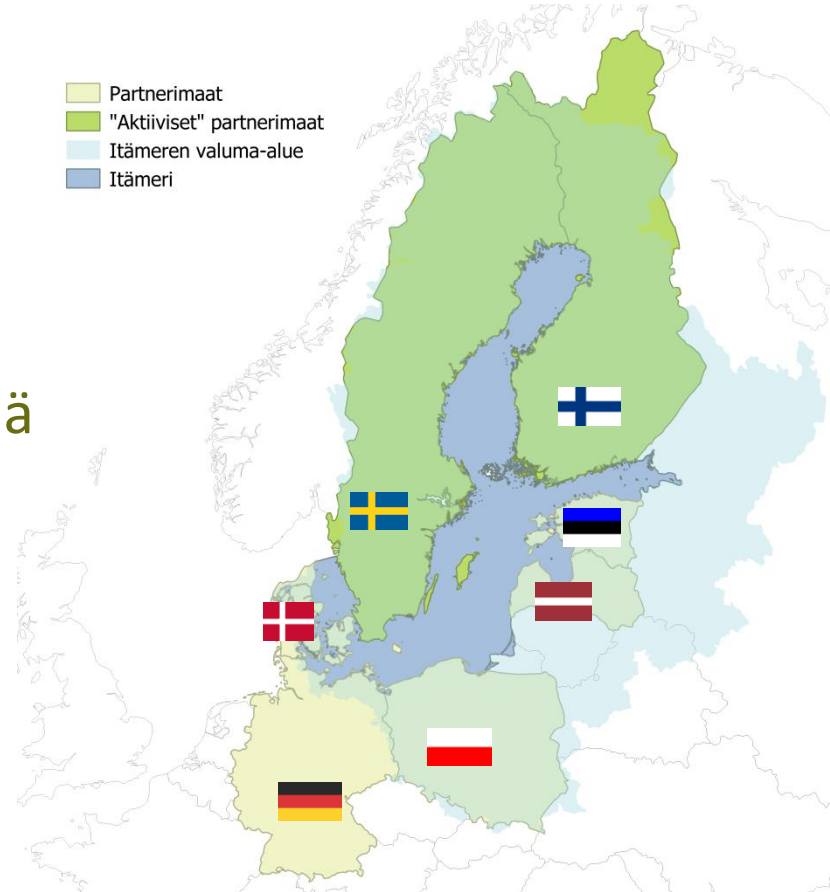 Partnerimaat
"Aktiiviset" partnerimaat
Itämeren valuma-alue
Itämeri
ä